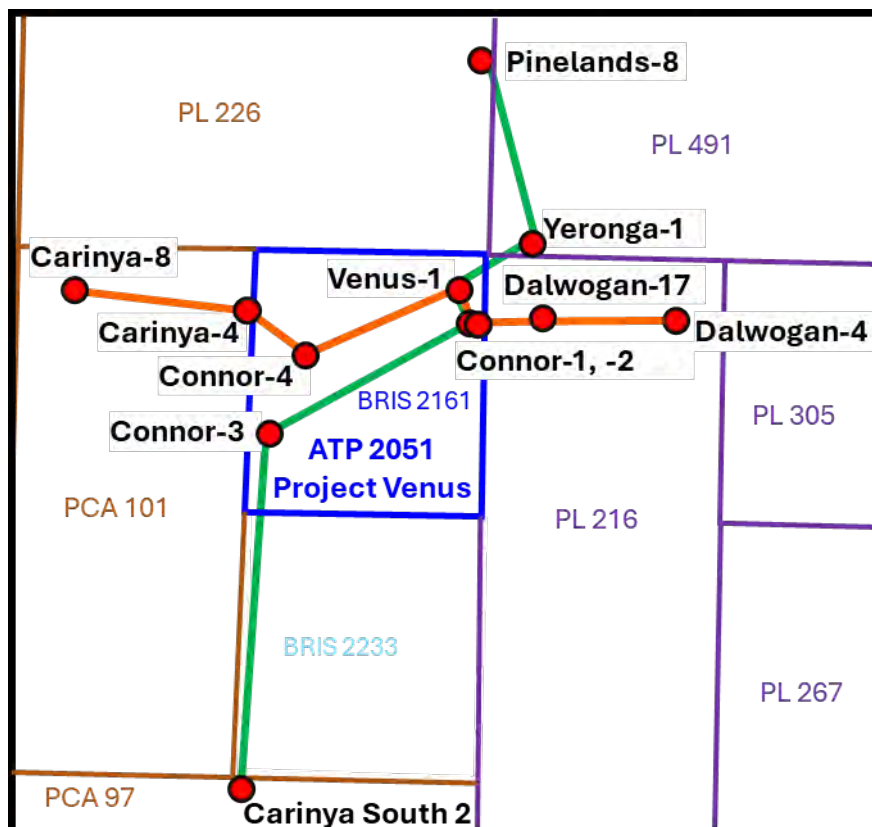 Pinelands-8
PL 226
PL 491
Yeronga-1
Carinya-8
Venus-1
Dalwogan-17
Carinya-4
Dalwogan-4
Connor-4
Connor-1, -2
BRIS 2161
PL 305
Connor-3
ATP 2051
Project Venus
PCA 101
PL 216
BRIS 2233
PL 267
PCA 97
Carinya South 2